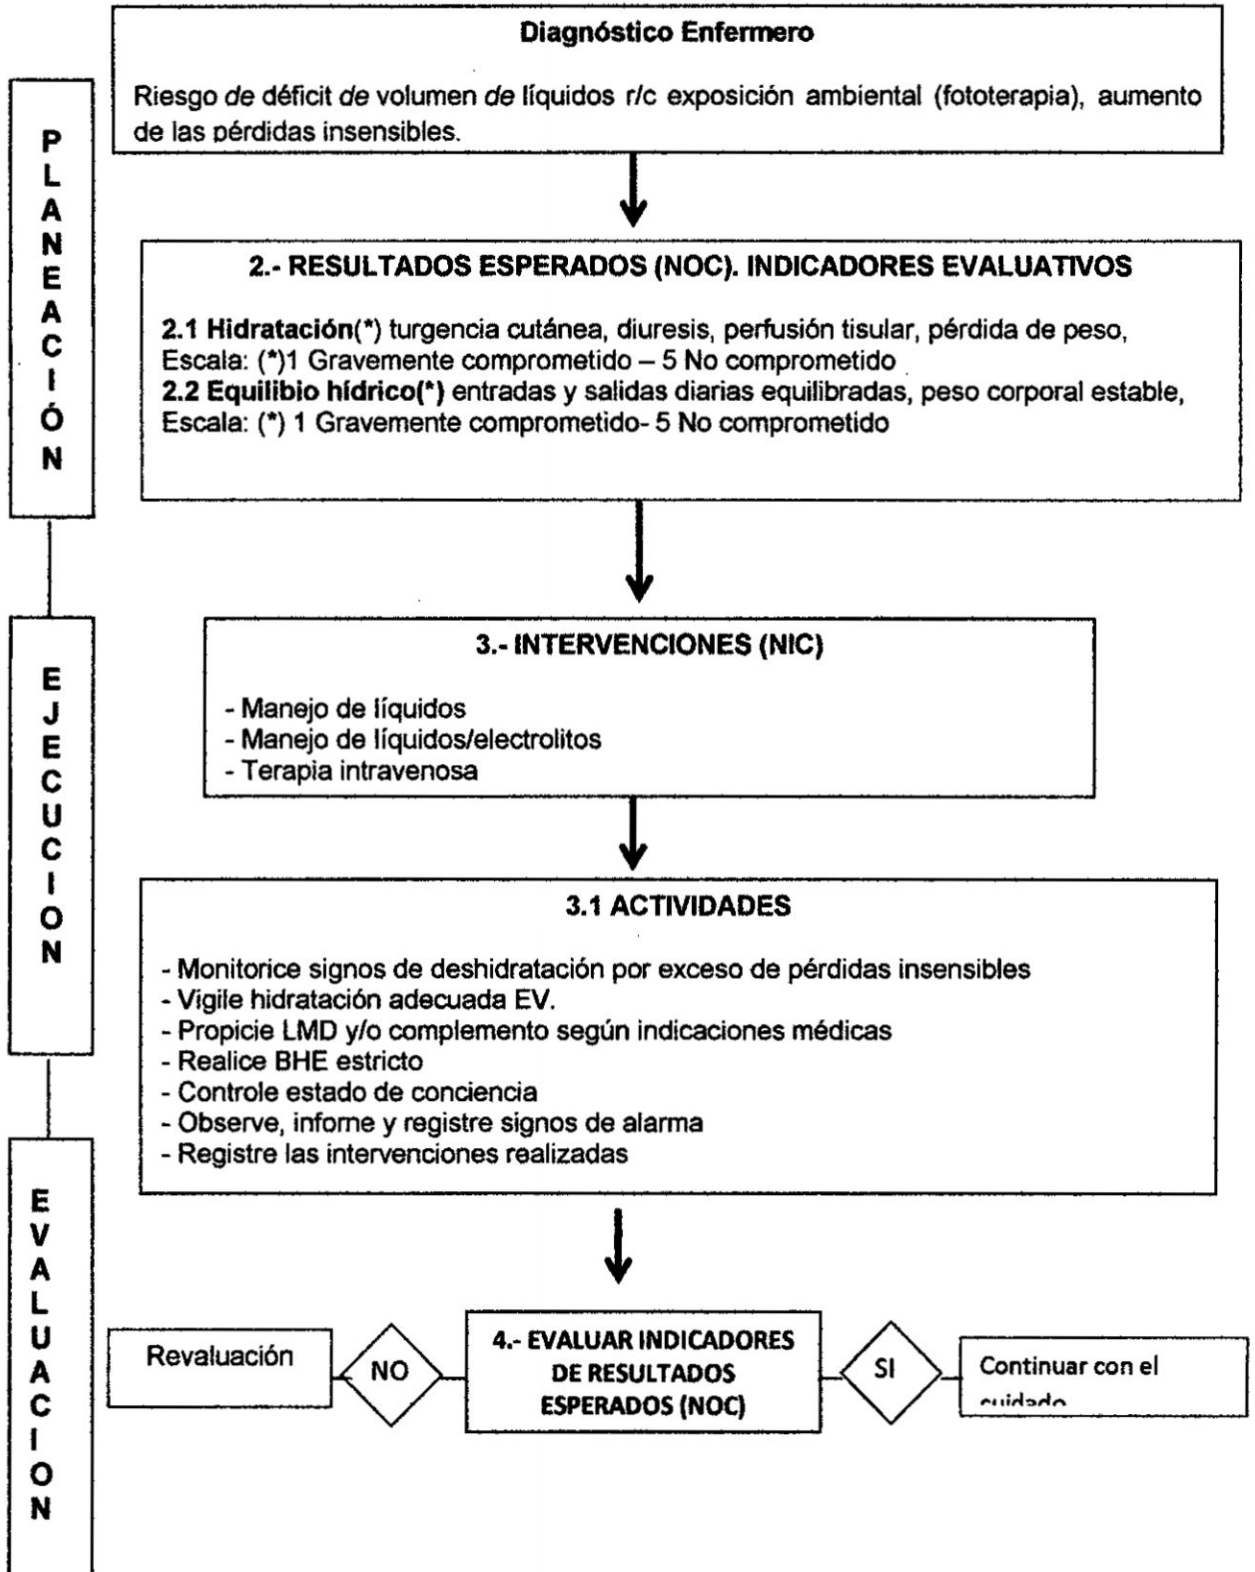 Diagnóstico Enfermero
Riesgo de déficit de volumen de líquidos r/c exposición ambiental (fototerapia), aumento
de las pérdidas insensibles.
PLANEACIÓN
2.- RESULTADOS ESPERADOS (NOC). INDICADORES EVALUATIVOS
2.1 Hidratación(*) turgencia cutánea, diuresis, perfusión tisular, pérdida de peso,
Escala: (*)1 Gravemente comprometido – 5 No comprometido
2.2 Equilibio hídrico(*) entradas y salidas diarias equilibradas, peso corporal estable,
Escala: (*) 1 Gravemente comprometido- 5 No comprometido
EJECUCION
3.- INTERVENCIONES (NIC)
- Manejo de líquidos
- Manejo de líquidos/electrolitos
- Terapia intravenosa
3.1 ACTIVIDADES
- Monitorice signos de deshidratación por exceso de pérdidas insensibles
- Vigile hidratación adecuada EV.
- Propicie LMD y/o complemento según indicaciones médicas
- Realice BHE estricto
- Controle estado de conciencia
- Observe, informe y registre signos de alarma
- Registre las intervenciones realizadas
EVALUACION
Revaluación
NO
4.- EVALUAR INDICADORES
DE RESULTADOS
ESPERADOS (NOC)
SI
Continuar con el
cuidado